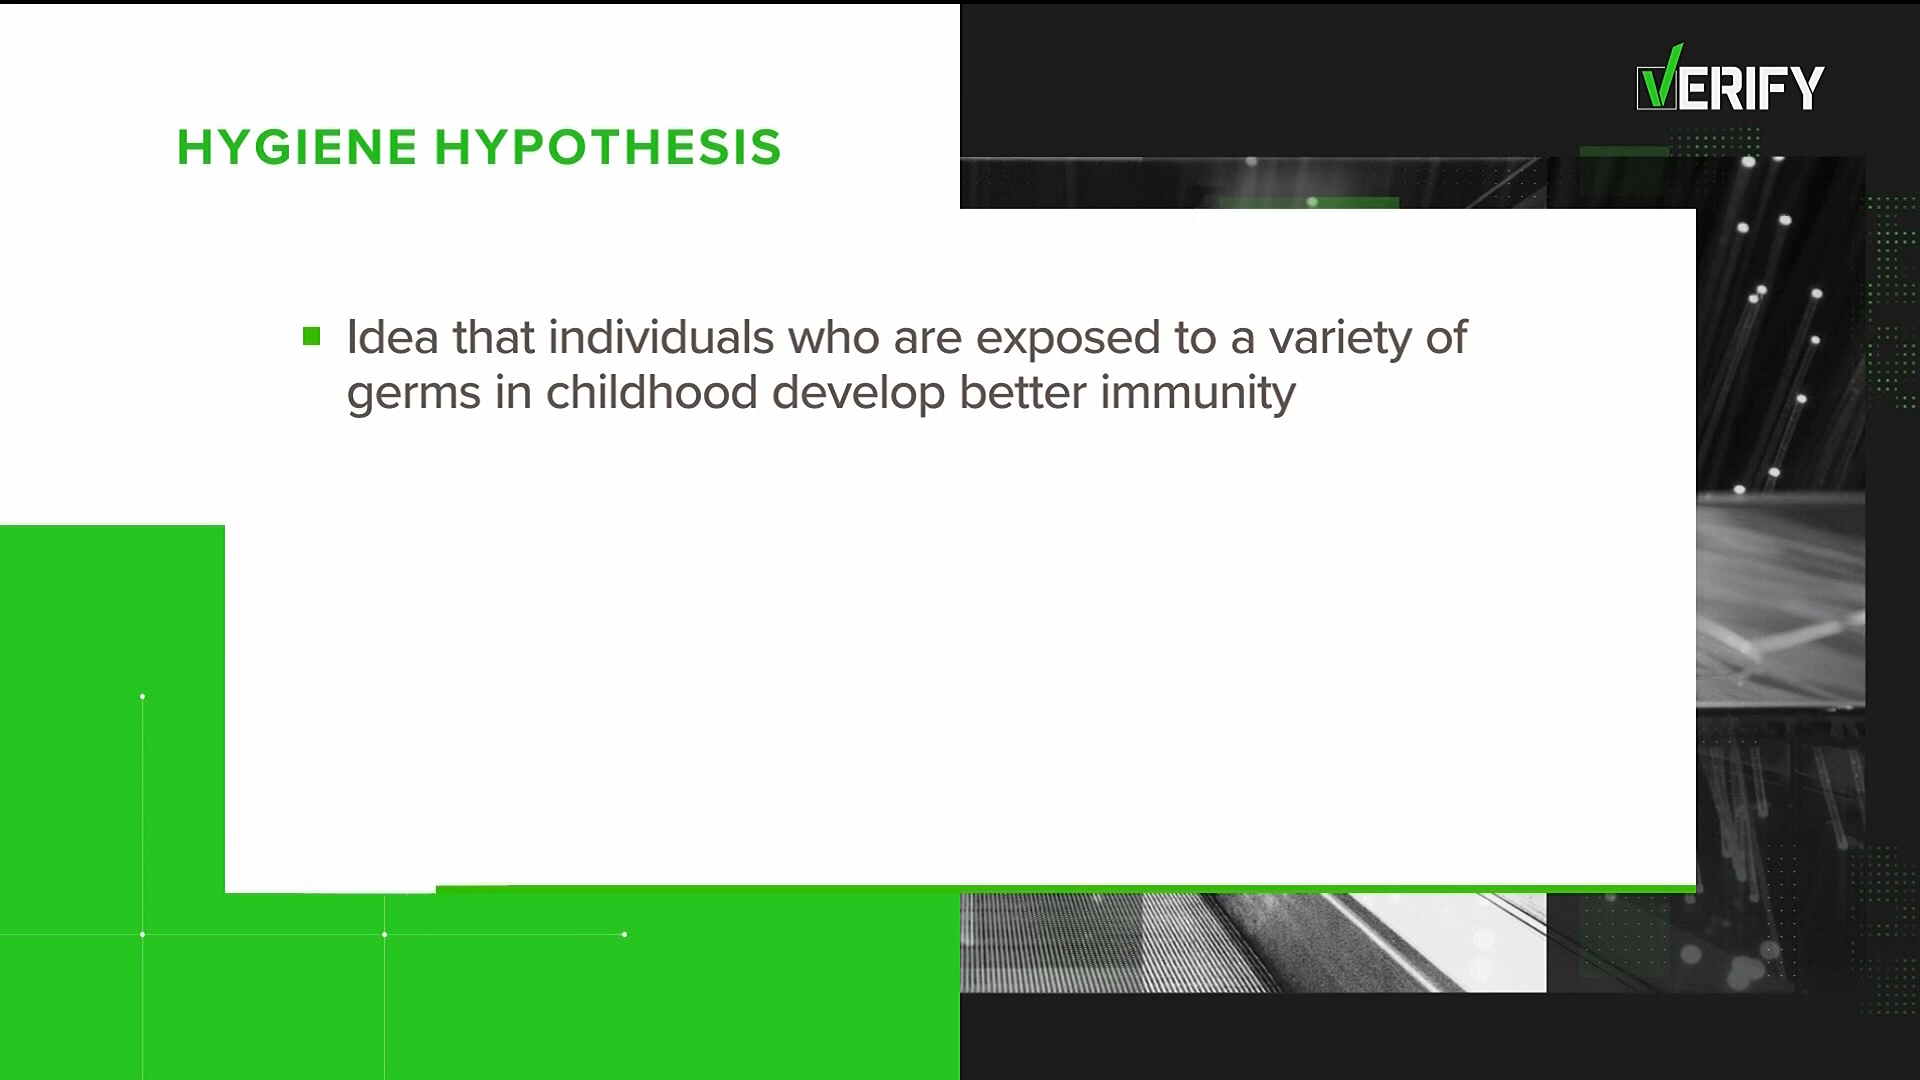 VERIFY
HYGIENE HYPOTHESIS
Idea that individuals who are exposed to a variety of
germs in childhood develop better immunity